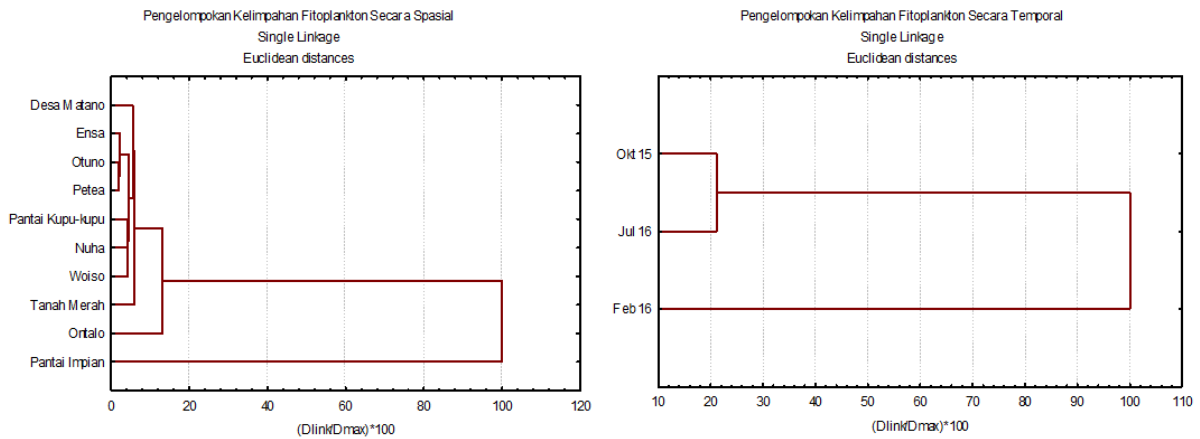 Pengelompokan Kelimpahan Fitoplankton Secara Spasial
Single Linkage
Euclidean distances
Desa Matano
Ensa
Otuno
Petea
Pantai Kupu-kupu
Nuha
Woiso
Tanah Merah
Ontalo
Pantai Impian
0 20 40 60 80 100 120
(Dlink/Dmax)*100
Pengelompokan Kelimpahan Fitoplankton Secara Temporal
Single Linkage
Euclidean distances
Okt 15
Jul 16
Feb 16
10 20 30 40 50 60 70 80 90 100 110
(Dlink/Dmax)*100